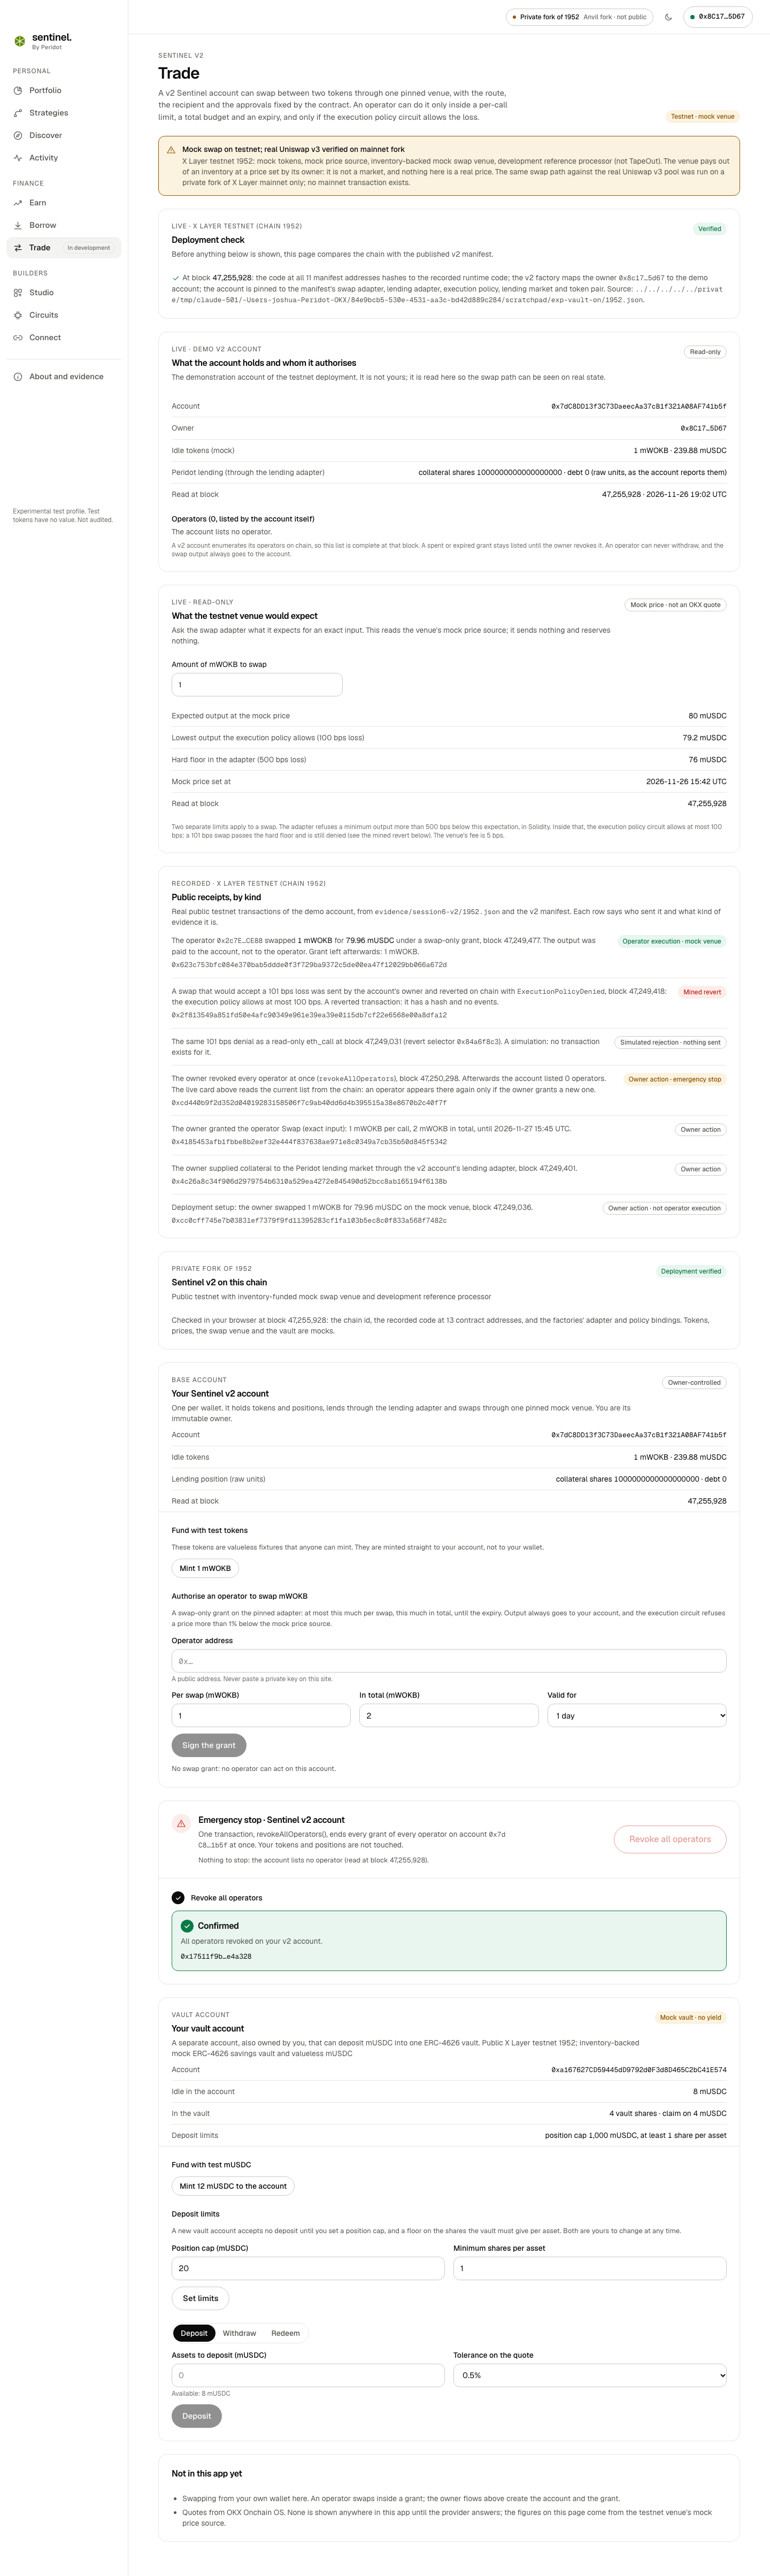 sentinel.
By Peridot
PERSONAL
Portfolio
Strategies
Discover
Activity
FINANCE
Earn
Borrow
Trade In development
BUILDERS
Studio
Circuits
Connect
About and evidence
Experimental test profile. Test
tokens have no value. Not audited.
Private fork of 1952 Anvil fork · not public
0x8C17…5D67
SENTINEL V2
Trade
A v2 Sentinel account can swap between two tokens through one pinned venue, with the route,
the recipient and the approvals fixed by the contract. An operator can do it only inside a per-call
limit, a total budget and an expiry, and only if the execution policy circuit allows the loss.
Testnet · mock venue
Mock swap on testnet; real Uniswap v3 verified on mainnet fork
X Layer testnet 1952: mock tokens, mock price source, inventory-backed mock swap venue, development reference processor (not TapeOut). The venue pays out
of an inventory at a price set by its owner: it is not a market, and nothing here is a real price. The same swap path against the real Uniswap v3 pool was run on a
private fork of X Layer mainnet only; no mainnet transaction exists.
LIVE · X LAYER TESTNET (CHAIN 1952)
Verified
Deployment check
Before anything below is shown, this page compares the chain with the published v2 manifest.
At block 47,255,928: the code at all 11 manifest addresses hashes to the recorded runtime code; the v2 factory maps the owner 0x8c17…5d67 to the demo
account; the account is pinned to the manifest's swap adapter, lending adapter, execution policy, lending market and token pair. Source: ../../../../../privat
e/tmp/claude-501/-Users-joshua-Peridot-OKX/84e9bcb5-530e-4531-aa3c-bd42d889c284/scratchpad/exp-vault-on/1952.json.
LIVE · DEMO V2 ACCOUNT
Read-only
What the account holds and whom it authorises
The demonstration account of the testnet deployment. It is not yours; it is read here so the swap path can be seen on real state.
Account 0x7dC8DD13f3C73DaeecAa37cB1f321A08AF741b5f
Owner 0x8C17…5D67
Idle tokens (mock) 1 mWOKB · 239.88 mUSDC
Peridot lending (through the lending adapter) collateral shares 1000000000000000000 · debt 0 (raw units, as the account reports them)
Read at block 47,255,928 · 2026-11-26 19:02 UTC
Operators (0, listed by the account itself)
The account lists no operator.
A v2 account enumerates its operators on chain, so this list is complete at that block. A spent or expired grant stays listed until the owner revokes it. An operator can never withdraw, and the
swap output always goes to the account.
LIVE · READ-ONLY
Mock price · not an OKX quote
What the testnet venue would expect
Ask the swap adapter what it expects for an exact input. This reads the venue's mock price source; it sends nothing and reserves
nothing.
Amount of mWOKB to swap
1
Expected output at the mock price 80 mUSDC
Lowest output the execution policy allows (100 bps loss) 79.2 mUSDC
Hard floor in the adapter (500 bps loss) 76 mUSDC
Mock price set at 2026-11-26 15:42 UTC
Read at block 47,255,928
Two separate limits apply to a swap. The adapter refuses a minimum output more than 500 bps below this expectation, in Solidity. Inside that, the execution policy circuit allows at most 100
bps: a 101 bps swap passes the hard floor and is still denied (see the mined revert below). The venue's fee is 5 bps.
RECORDED · X LAYER TESTNET (CHAIN 1952)
Public receipts, by kind
Real public testnet transactions of the demo account, from evidence/session6-v2/1952.json and the v2 manifest. Each row says who sent it and what kind of
evidence it is.
The operator 0x2c7E…CE88 swapped 1 mWOKB for 79.96 mUSDC under a swap-only grant, block 47,249,477. The output was
paid to the account, not to the operator. Grant left afterwards: 1 mWOKB.
Operator execution · mock venue
0x623c753bfc084e370bab5ddde0f3f729ba9372c5de00ea47f12029bb066a672d
A swap that would accept a 101 bps loss was sent by the account's owner and reverted on chain with ExecutionPolicyDenied, block 47,249,418:
the execution policy allows at most 100 bps. A reverted transaction: it has a hash and no events.
Mined revert
0x2f813549a851fd50e4afc90349e961e39ea39e0115db7cf22e6568e00a8dfa12
The same 101 bps denial as a read-only eth_call at block 47,249,031 (revert selector 0x84a6f8c3). A simulation: no transaction
exists for it.
Simulated rejection · nothing sent
The owner revoked every operator at once (revokeAllOperators), block 47,250,298. Afterwards the account listed 0 operators.
The live card above reads the current list from the chain: an operator appears there again only if the owner grants a new one.
Owner action · emergency stop
0xcd440b9f2d352d0401928315850​6f7c9ab40dd6d4b395515a38e8670b2c40f7f
The owner granted the operator Swap (exact input): 1 mWOKB per call, 2 mWOKB in total, until 2026-11-27 15:45 UTC.
Owner action
0x4185453afb1fbbe8b2eef32e444f837638ae971e8c0349a7cb35b50d845f5342
The owner supplied collateral to the Peridot lending market through the v2 account's lending adapter, block 47,249,401.
Owner action
0x4c26a8c34f906d2979754b6310a529ea4272e845490d52bcc8ab165194f6138b
Deployment setup: the owner swapped 1 mWOKB for 79.96 mUSDC on the mock venue, block 47,249,036.
Owner action · not operator execution
0xcc0cff745e7b03831ef7379f9fd11395283cf1fa103b5ec8c0f833a568f7482c
PRIVATE FORK OF 1952
Deployment verified
Sentinel v2 on this chain
Public testnet with inventory-funded mock swap venue and development reference processor
Checked in your browser at block 47,255,928: the chain id, the recorded code at 13 contract addresses, and the factories' adapter and policy bindings. Tokens,
prices, the swap venue and the vault are mocks.
BASE ACCOUNT
Owner-controlled
Your Sentinel v2 account
One per wallet. It holds tokens and positions, lends through the lending adapter and swaps through one pinned mock venue. You are its
immutable owner.
Account 0x7dC8DD13f3C73DaeecAa37cB1f321A08AF741b5f
Idle tokens 1 mWOKB · 239.88 mUSDC
Lending position (raw units) collateral shares 1000000000000000000 · debt 0
Read at block 47,255,928
Fund with test tokens
These tokens are valueless fixtures that anyone can mint. They are minted straight to your account, not to your wallet.
Mint 1 mWOKB
Authorise an operator to swap mWOKB
A swap-only grant on the pinned adapter: at most this much per swap, this much in total, until the expiry. Output always goes to your account, and the execution circuit refuses
a price more than 1% below the mock price source.
Operator address
0x…
A public address. Never paste a private key on this site.
Per swap (mWOKB) In total (mWOKB) Valid for
1 2 1 day
Sign the grant
No swap grant: no operator can act on this account.
Emergency stop · Sentinel v2 account
One transaction, revokeAllOperators(), ends every grant of every operator on account 0x7d
C8…1b5f at once. Your tokens and positions are not touched.
Nothing to stop: the account lists no operator (read at block 47,255,928).
Revoke all operators
Revoke all operators
Confirmed
All operators revoked on your v2 account.
0x17511f9b…e4a328
VAULT ACCOUNT
Mock vault · no yield
Your vault account
A separate account, also owned by you, that can deposit mUSDC into one ERC-4626 vault. Public X Layer testnet 1952; inventory-backed
mock ERC-4626 savings vault and valueless mUSDC
Account 0xa167627CD59445dD9792d0F3d8D465C2bC41E574
Idle in the account 8 mUSDC
In the vault 4 vault shares · claim on 4 mUSDC
Deposit limits position cap 1,000 mUSDC, at least 1 share per asset
Fund with test mUSDC
Mint 12 mUSDC to the account
Deposit limits
A new vault account accepts no deposit until you set a position cap, and a floor on the shares the vault must give per asset. Both are yours to change at any time.
Position cap (mUSDC) Minimum shares per asset
20 1
Set limits
Deposit Withdraw Redeem
Assets to deposit (mUSDC) Tolerance on the quote
0 0.5%
Available: 8 mUSDC
Deposit
Not in this app yet
• Swapping from your own wallet here. An operator swaps inside a grant; the owner flows above create the account and the grant.
• Quotes from OKX Onchain OS. None is shown anywhere in this app until the provider answers; the figures on this page come from the testnet venue's mock
price source.